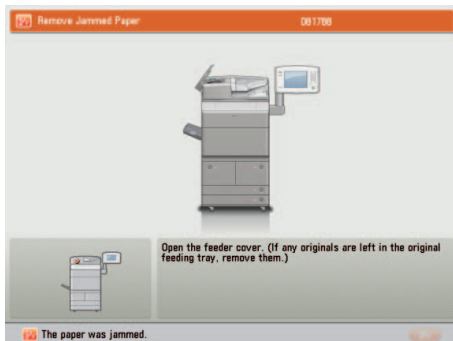 Remove Jammed Paper
Open the feeder cover. (If any originals are left in the original
feeding tray, remove them.)
The paper was jammed.